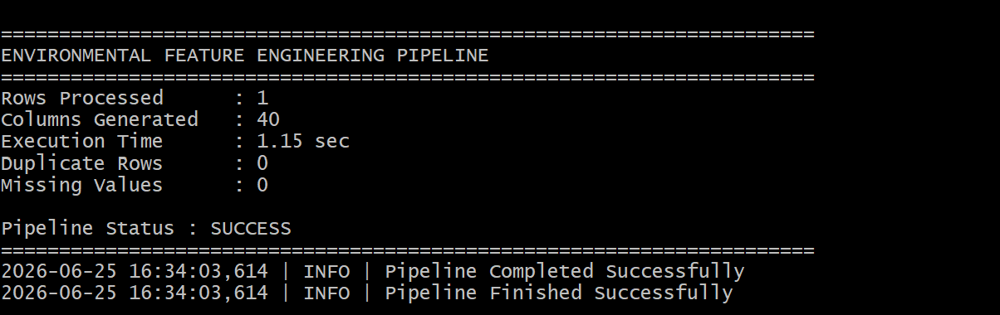 ======================================================================
ENVIRONMENTAL FEATURE ENGINEERING PIPELINE
======================================================================
Rows Processed      : 1
Columns Generated   : 40
Execution Time      : 1.15 sec
Duplicate Rows      : 0
Missing Values      : 0
Pipeline Status : SUCCESS
======================================================================
2026-06-25 16:34:03,614 | INFO | Pipeline Completed Successfully
2026-06-25 16:34:03,614 | INFO | Pipeline Finished Successfully